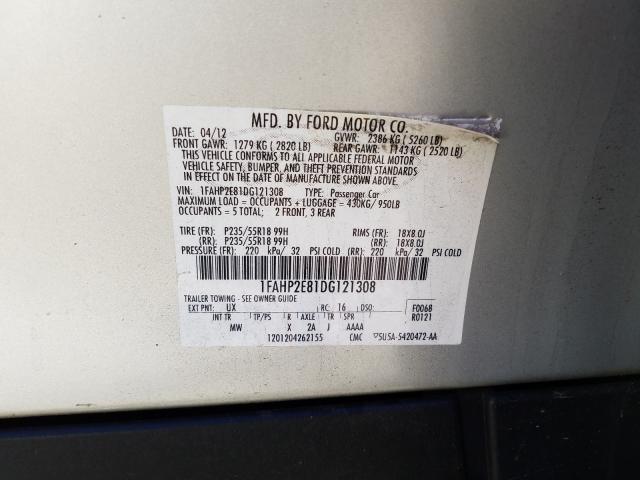 MFD. BY FORD MOTOR CO.
DATE: 04/12 GVWR: 2386 KG ( 5260 LB)
FRONT GAWR: 1279 KG ( 2820 LB) REAR GAWR: 1143 KG ( 2520 LB)
THIS VEHICLE CONFORMS TO ALL APPLICABLE FEDERAL MOTOR
VEHICLE SAFETY, BUMPER, AND THEFT PREVENTION STANDARDS
IN EFFECT ON THE DATE OF MANUFACTURE SHOWN ABOVE.
VIN: 1FAHP2E81DG121308 TYPE: Passenger Car
MAXIMUM LOAD = OCCUPANTS + LUGGAGE = 430KG/ 950LB
OCCUPANTS = 5 TOTAL; 2 FRONT, 3 REAR
TIRE (FR): P235/55R18 99H RIMS (FR): 18X8.0J
(RR): P235/55R18 99H (RR): 18X8.0J
PRESSURE (FR): 220 kPa/ 32 PSI COLD (RR): 220 kPa/ 32 PSI COLD
1FAHP2E81DG121308
TRAILER TOWING - SEE OWNER GUIDE
EXT PNT: UX RC: 16 DSO: F0068
INT TR TP/PS R AXLE TR SPR R0121
MW X 2A J AAAA
1201204262155 CMC ▽5USA-5420472-AA